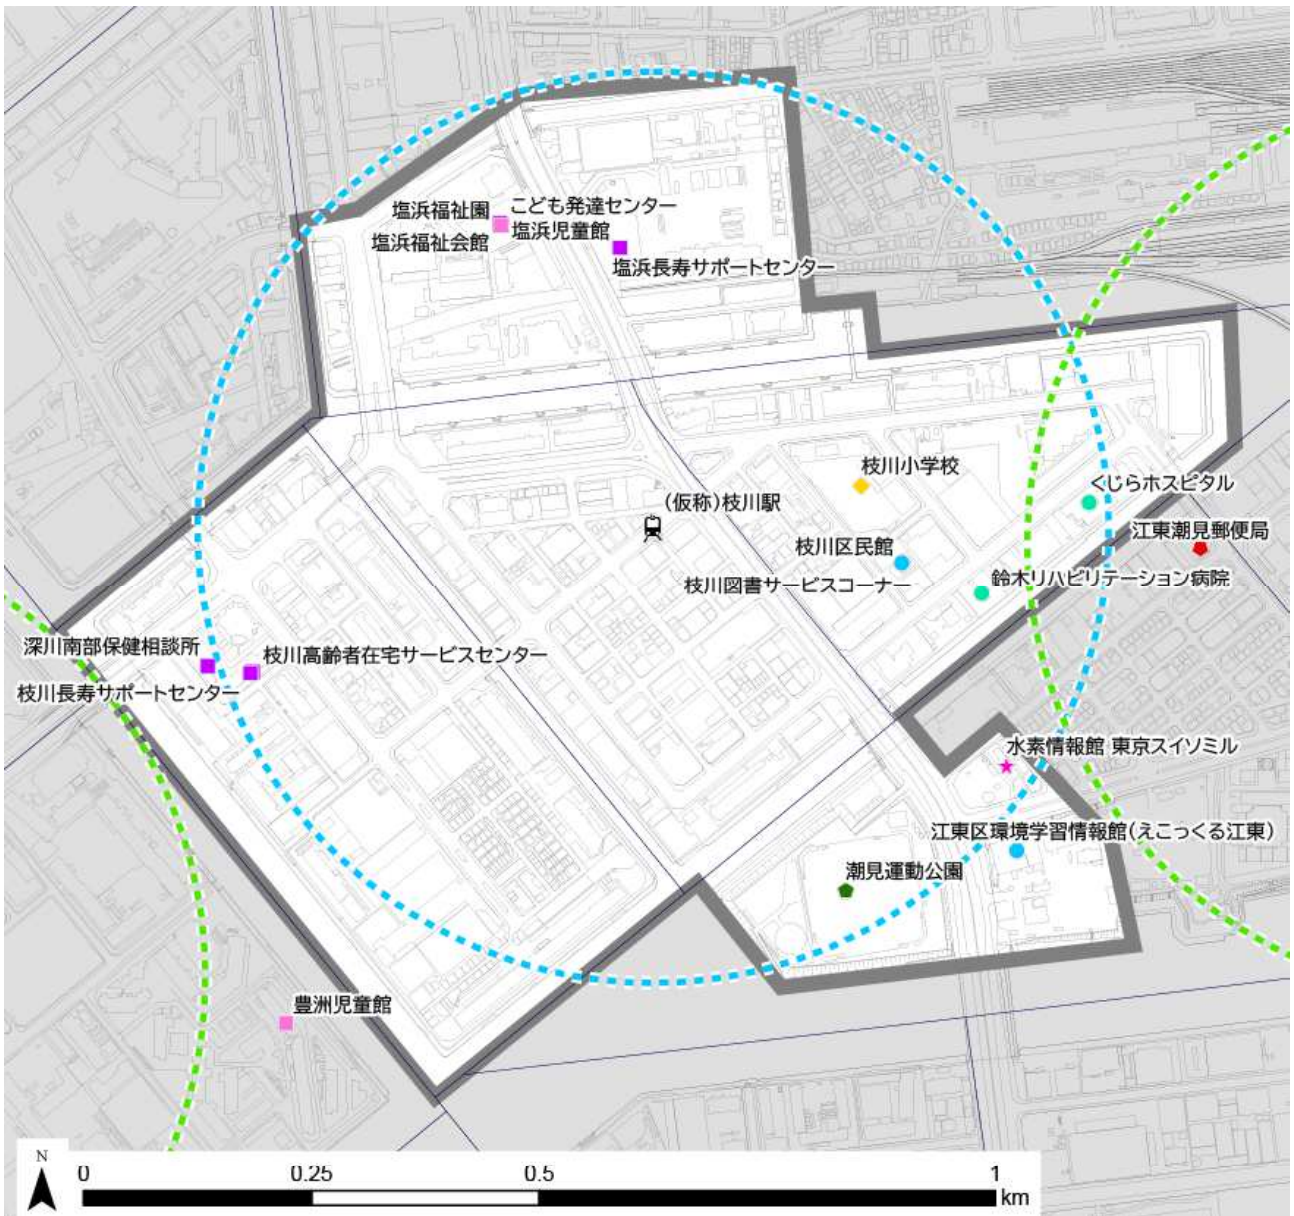 塩浜福祉園
こども発達センター
塩浜福祉会館
塩浜児童館
塩浜長寿サポートセンター
枝川小学校
くじらホスピタル
(仮称)枝川駅
江東潮見郵便局
枝川区民館
枝川図書サービスコーナー
鈴木リハビリテーション病院
深川南部保健相談所
枝川高齢者在宅サービスセンター
枝川長寿サポートセンター
水素情報館 東京スイソミル
江東区環境学習情報館(えこっくる江東)
潮見運動公園
豊洲児童館
N
0 0.25 0.5 1
km